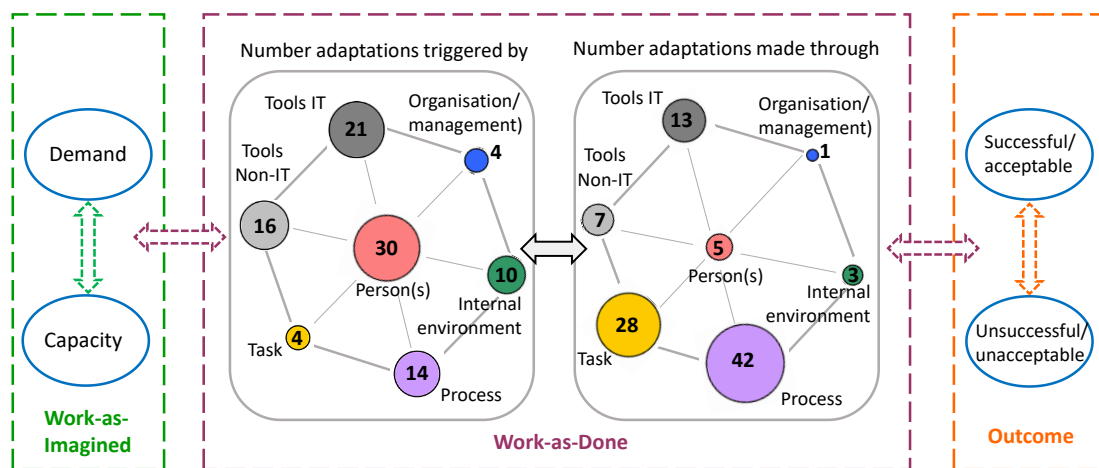 Number adaptations triggered by
Number adaptations made through
Demand
Capacity
Work-as-
Imagined
Tools IT
21
Organisation/
management)
4
Tools
Non-IT
16
30
Person(s)
10
Internal
environment
4
Task
14
Process
Tools IT
13
Organisation/
management)
1
Tools
Non-IT
7
5
Person(s)
3
Internal
environment
28
Task
42
Process
Work-as-Done
Successful/
acceptable
Unsuccessful/
unacceptable
Outcome